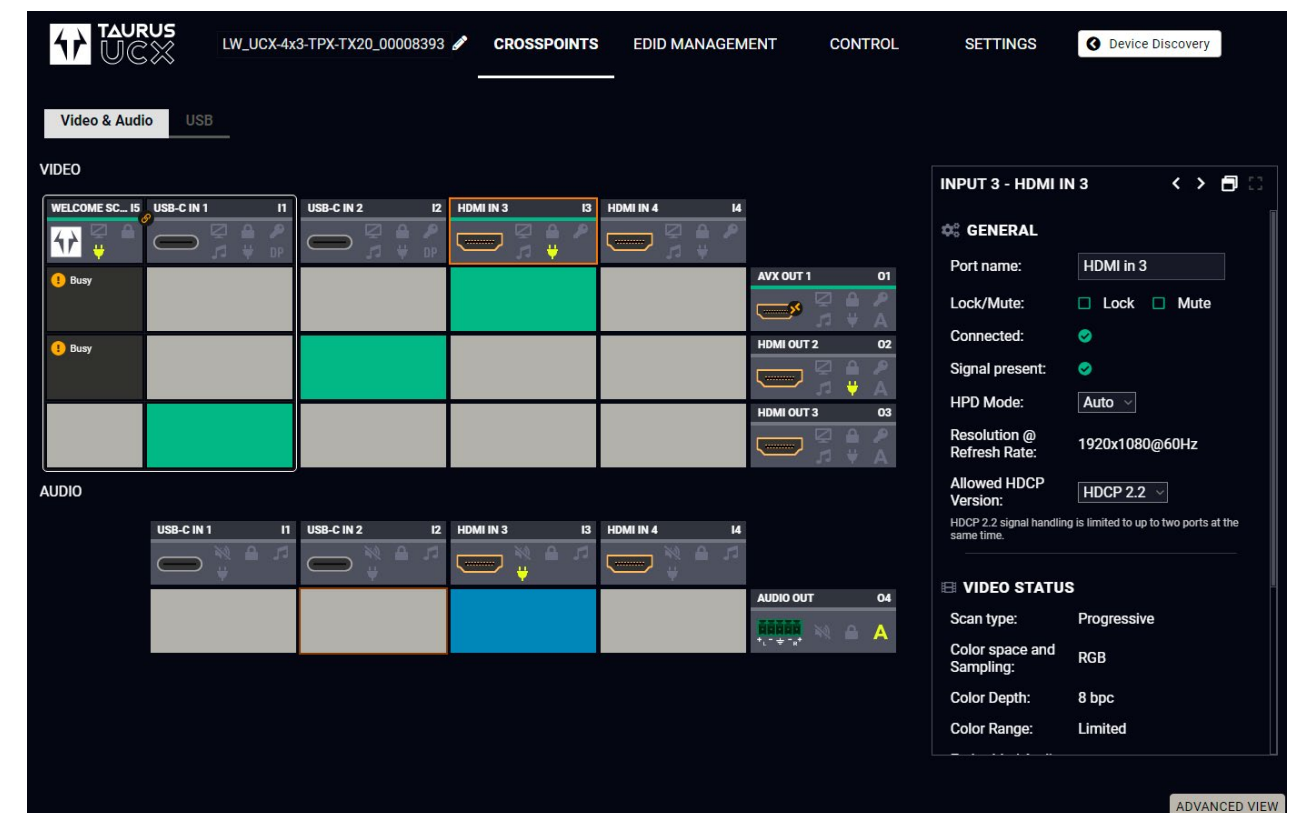 TAURUS
UCX
LW_UCX-4x3-TPX-TX20_00008393
CROSSPOINTS
EDID MANAGEMENT
CONTROL
SETTINGS
Device Discovery
Video & Audio
USB
VIDEO
WELCOME SC... I5
USB-C IN 1 I1
USB-C IN 2 I2
HDMI IN 3 I3
HDMI IN 4 I4
DP
DP
Busy
AVX OUT 1 O1
A
Busy
HDMI OUT 2 O2
A
HDMI OUT 3 O3
A
AUDIO
USB-C IN 1 I1
USB-C IN 2 I2
HDMI IN 3 I3
HDMI IN 4 I4
AUDIO OUT O4
A
+L- -R+
INPUT 3 - HDMI IN 3
GENERAL
Port name: HDMI in 3
Lock/Mute: Lock Mute
Connected:
Signal present:
HPD Mode: Auto
Resolution @
Refresh Rate: 1920x1080@60Hz
Allowed HDCP
Version: HDCP 2.2
HDCP 2.2 signal handling is limited to up to two ports at the
same time.
VIDEO STATUS
Scan type: Progressive
Color space and
Sampling: RGB
Color Depth: 8 bpc
Color Range: Limited
ADVANCED VIEW